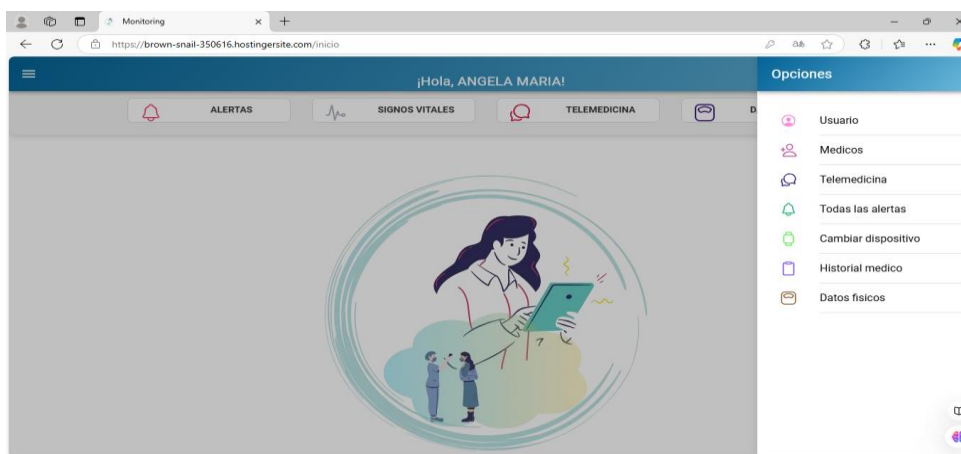 Monitoring
https://brown-snail-350616.hostingersite.com/inicio
¡Hola, ANGELA MARIA!
Opciones
ALERTAS
SIGNOS VITALES
TELEMEDICINA
D
Usuario
Medicos
Telemedicina
Todas las alertas
Cambiar dispositivo
Historial medico
Datos fisicos